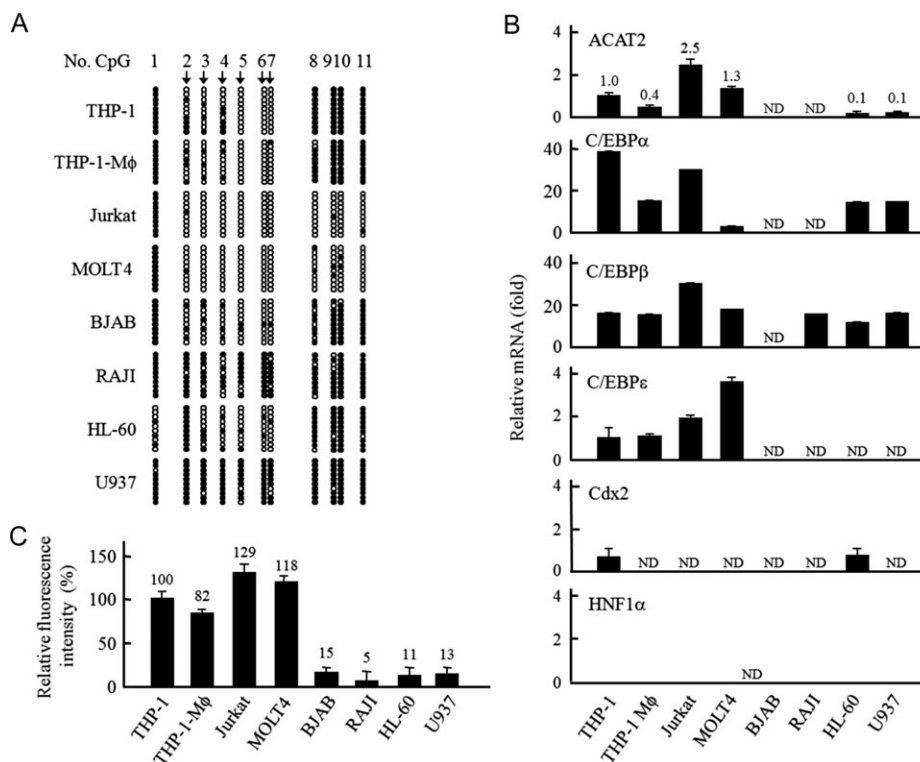 A
No. CpG 1 2 3 4 5 67 8 910 11
THP-1
THP-1-Mϕ
Jurkat
MOLT4
BJAB
RAJI
HL-60
U937
B
Relative mRNA (fold)
ACAT2
4
2
0
1.0 0.4 2.5 1.3 ND ND 0.1 0.1
C/EBPα
40
20
0
ND ND
C/EBPβ
40
20
0
ND
C/EBPε
4
2
0
ND ND ND ND
Cdx2
4
2
0
ND ND ND ND ND ND
HNF1α
4
2
0
ND
THP-1 THP-1 Mϕ Jurkat MOLT4 BJAB RAJI HL-60 U937
C
Relative fluorescence
intensity (%)
150
100
50
0
100 82 129 118 15 5 11 13
THP-1 THP-1-Mϕ Jurkat MOLT4 BJAB RAJI HL-60 U937